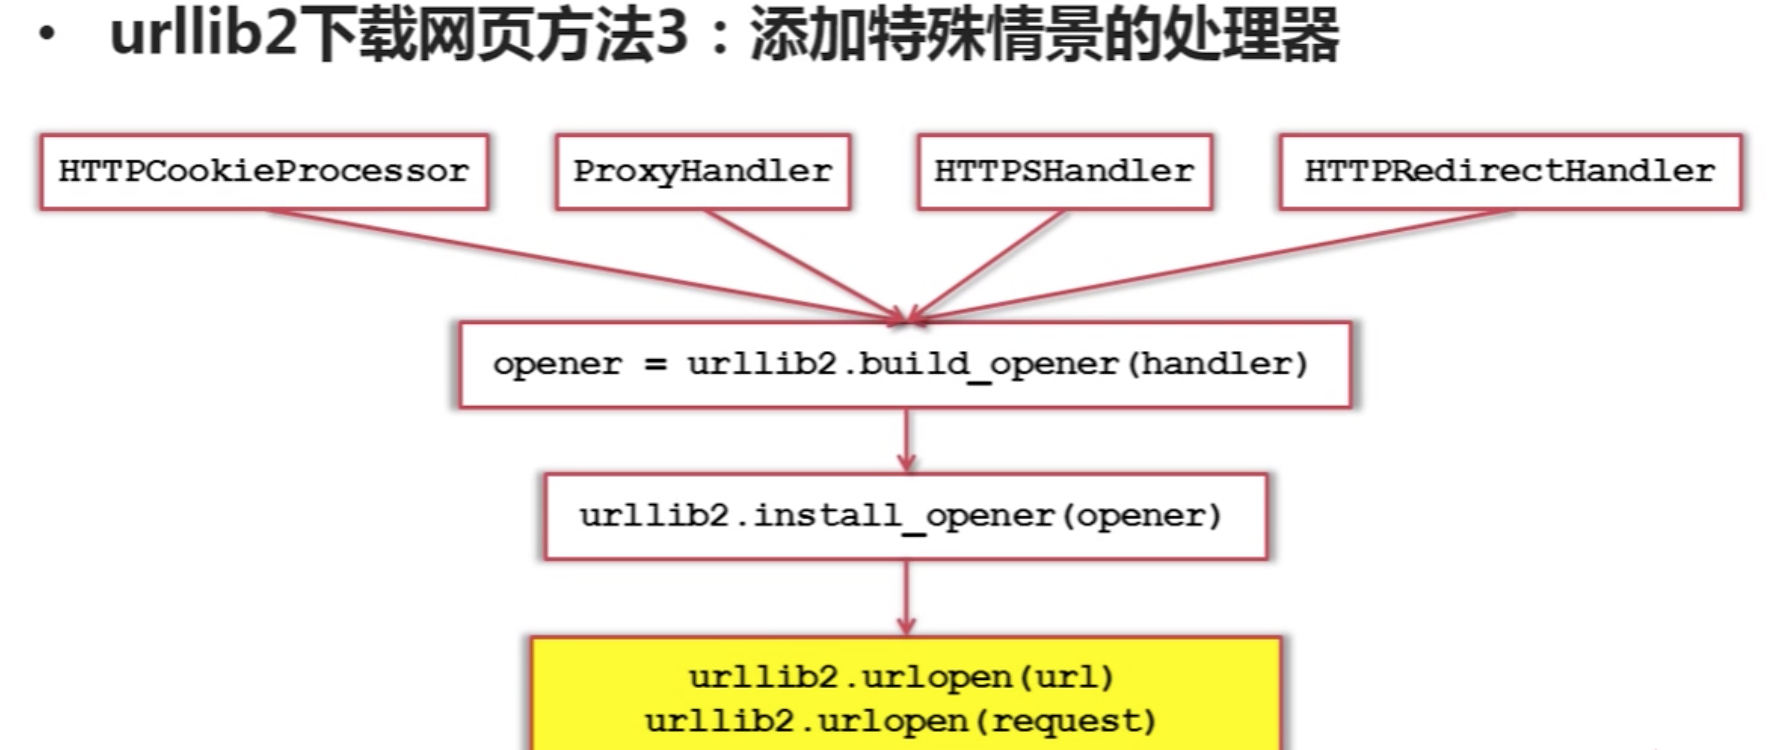 • urllib2下载网页方法3：添加特殊情景的处理器
HTTPCookieProcessor
ProxyHandler
HTTPSHandler
HTTPRedirectHandler
opener = urllib2.build_opener(handler)
urllib2.install_opener(opener)
urllib2.urlopen(url)
urllib2.urlopen(request)